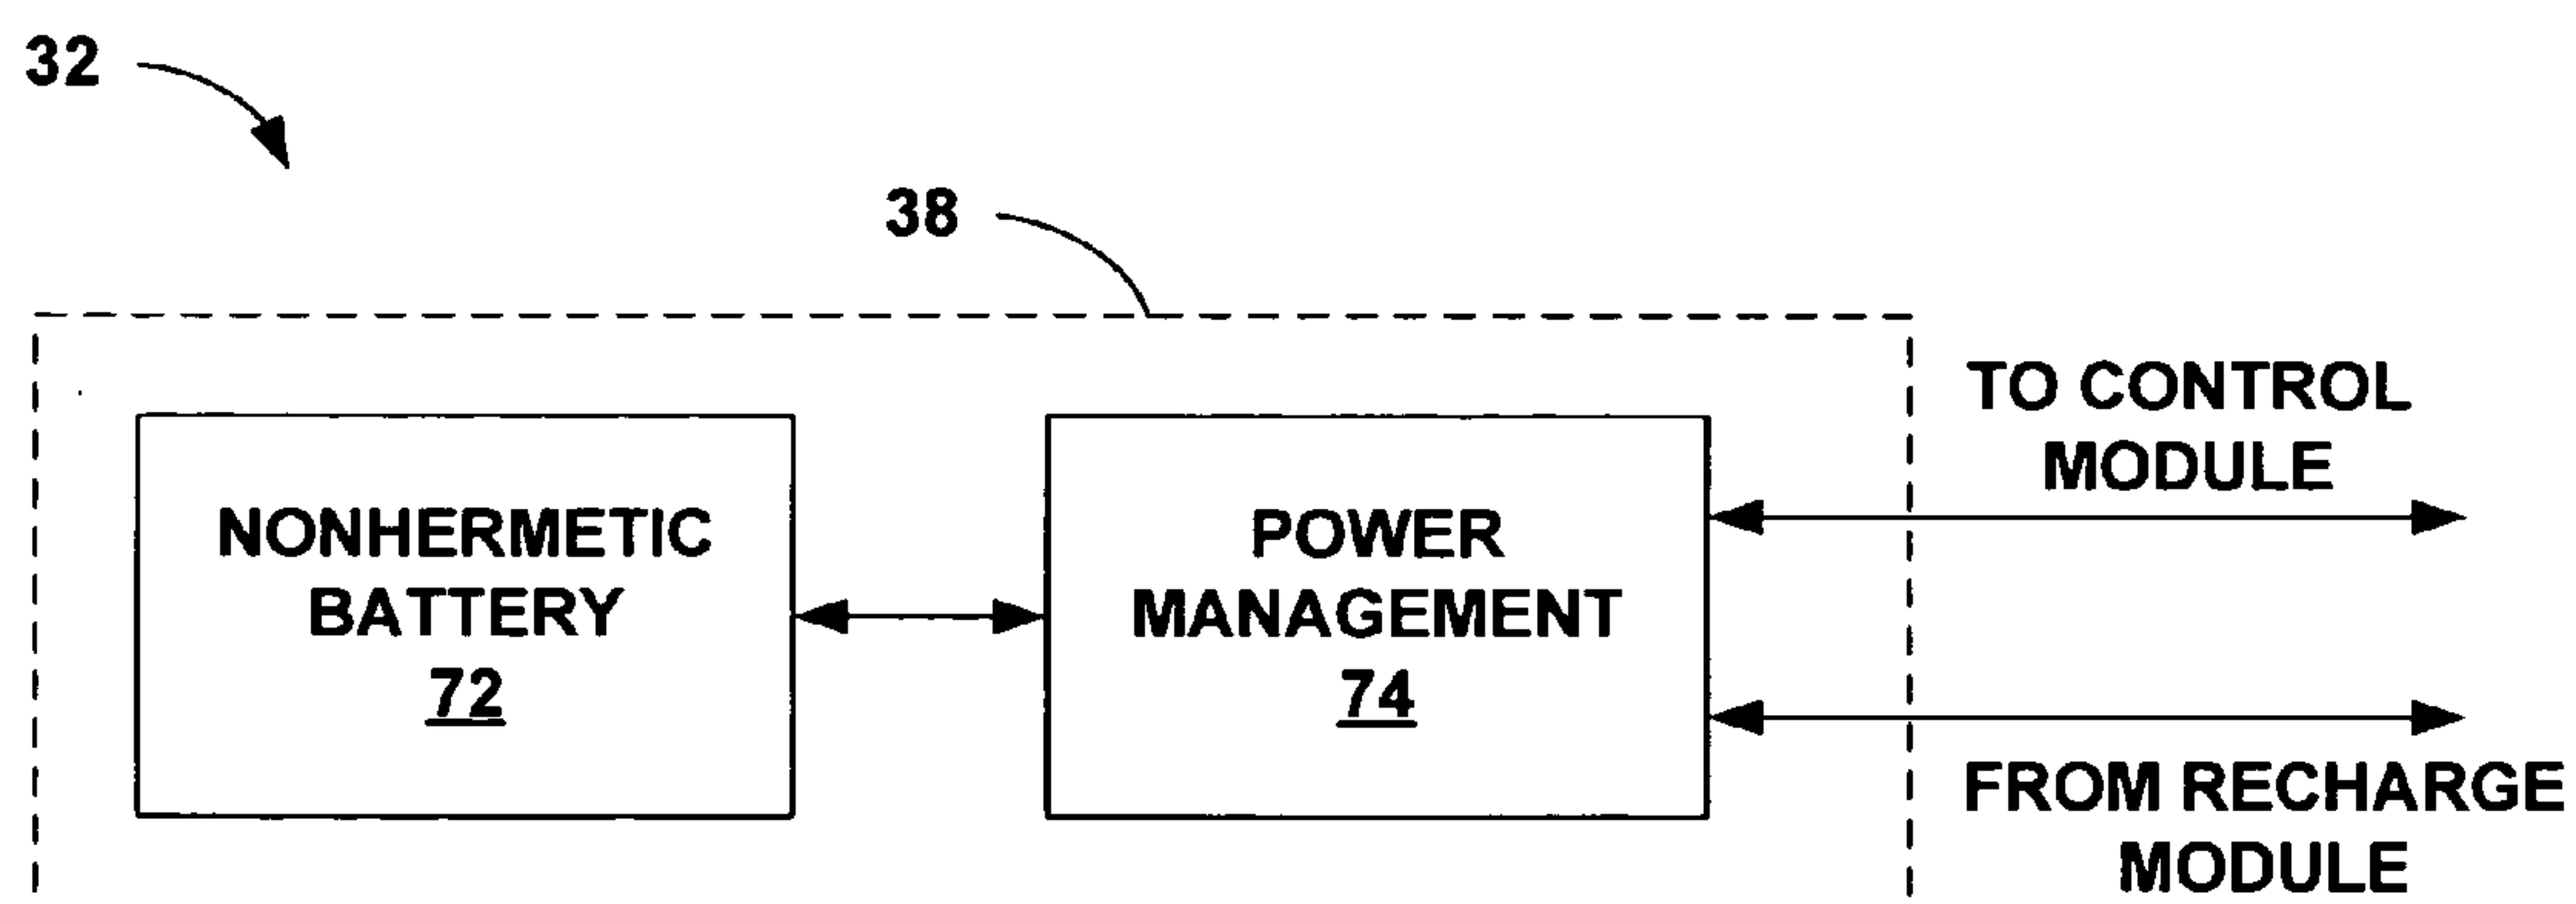 32
38
TO CONTROL
MODULE
NONHERMETIC
BATTERY
72
POWER
MANAGEMENT
74
FROM RECHARGE
MODULE